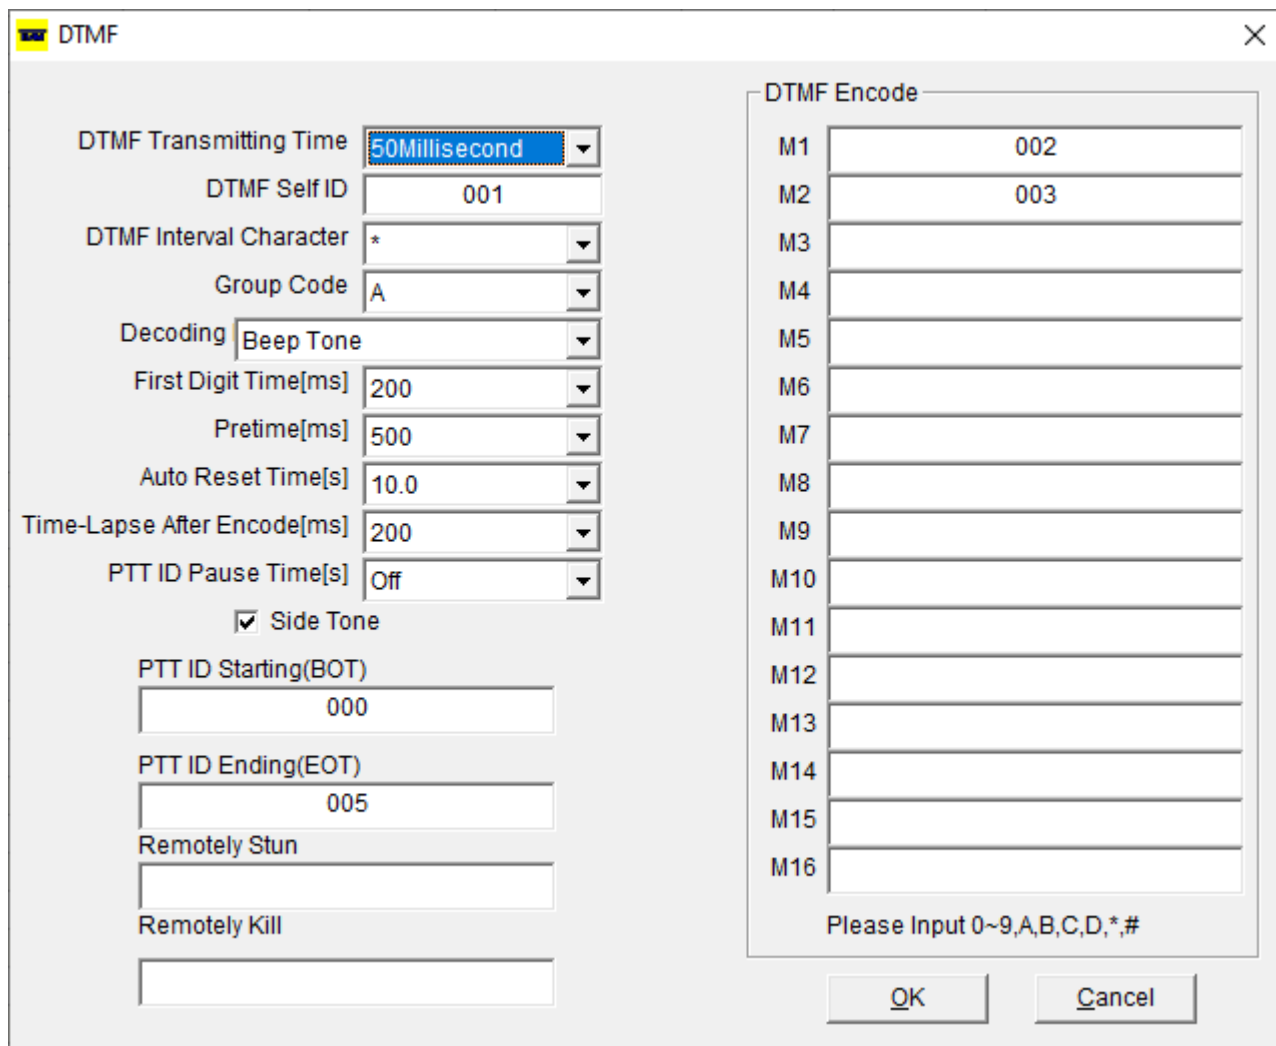 DTMF
DTMF Transmitting Time 50Millisecond
DTMF Self ID 001
DTMF Interval Character *
Group Code A
Decoding Beep Tone
First Digit Time[ms] 200
Pretime[ms] 500
Auto Reset Time[s] 10.0
Time-Lapse After Encode[ms] 200
PTT ID Pause Time[s] Off
Side Tone
PTT ID Starting(BOT)
000
PTT ID Ending(EOT)
005
Remotely Stun
Remotely Kill
DTMF Encode
M1 002
M2 003
M3
M4
M5
M6
M7
M8
M9
M10
M11
M12
M13
M14
M15
M16
Please Input 0~9,A,B,C,D,*,#
OK Cancel